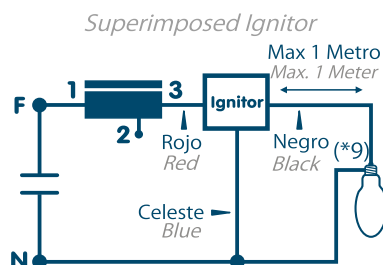 Superimposed Ignitor
Max 1 Metro
Max. 1 Meter
1
3
Ignitor
F
2
Rojo
Red
Negro
Black
(*9)
Celeste
Blue
N